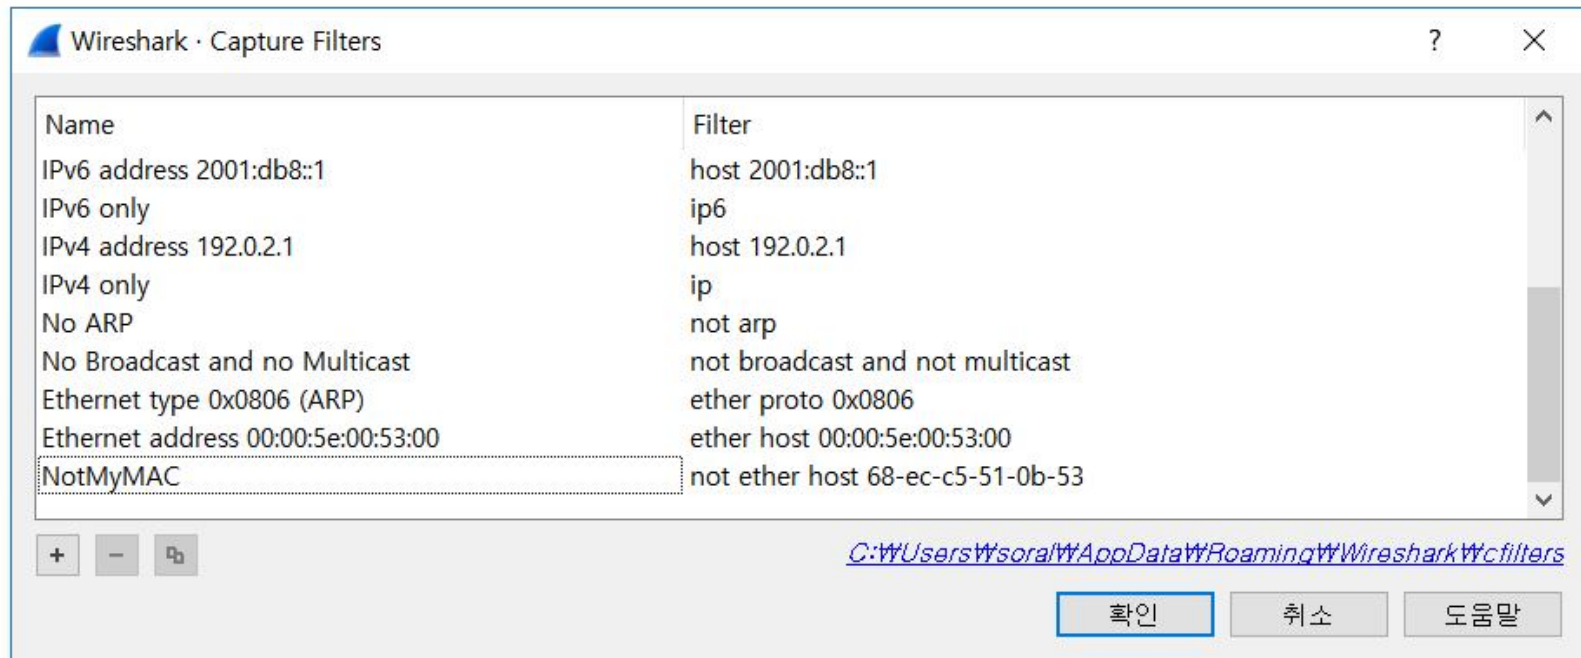 Wireshark · Capture Filters ? ×
Name Filter
IPv6 address 2001:db8::1 host 2001:db8::1
IPv6 only ip6
IPv4 address 192.0.2.1 host 192.0.2.1
IPv4 only ip
No ARP not arp
No Broadcast and no Multicast not broadcast and not multicast
Ethernet type 0x0806 (ARP) ether proto 0x0806
Ethernet address 00:00:5e:00:53:00 ether host 00:00:5e:00:53:00
NotMyMAC not ether host 68-ec-c5-51-0b-53
+ −
C:₩Users₩soral₩AppData₩Roaming₩Wireshark₩cfilters
확인 취소 도움말